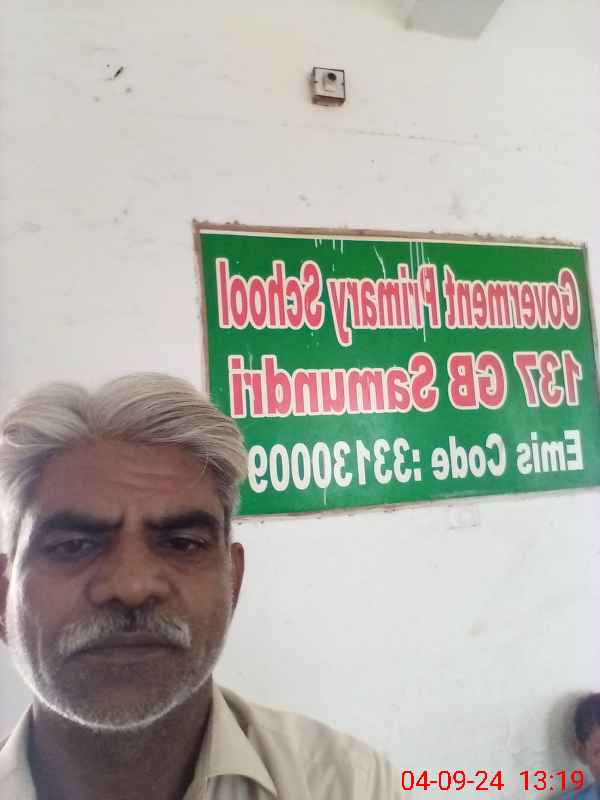 Goverment Primary School
137 GB Samundri
Emis Code :33130009
04-09-24 13:19